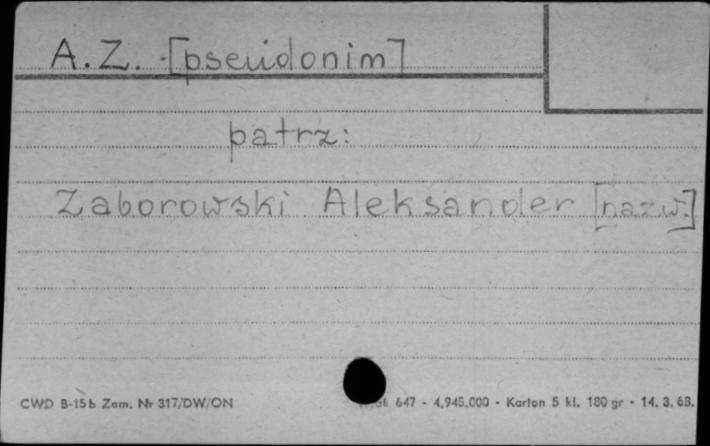 A.Z. [pseudonim]
patrz:
Zaborowski Aleksander [nazw.]
CWD B-15b Zam. Nr 317/DW/ON
647 - 4.945.000 - Karton 5 kl. 180 gr - 14. 3. 68.